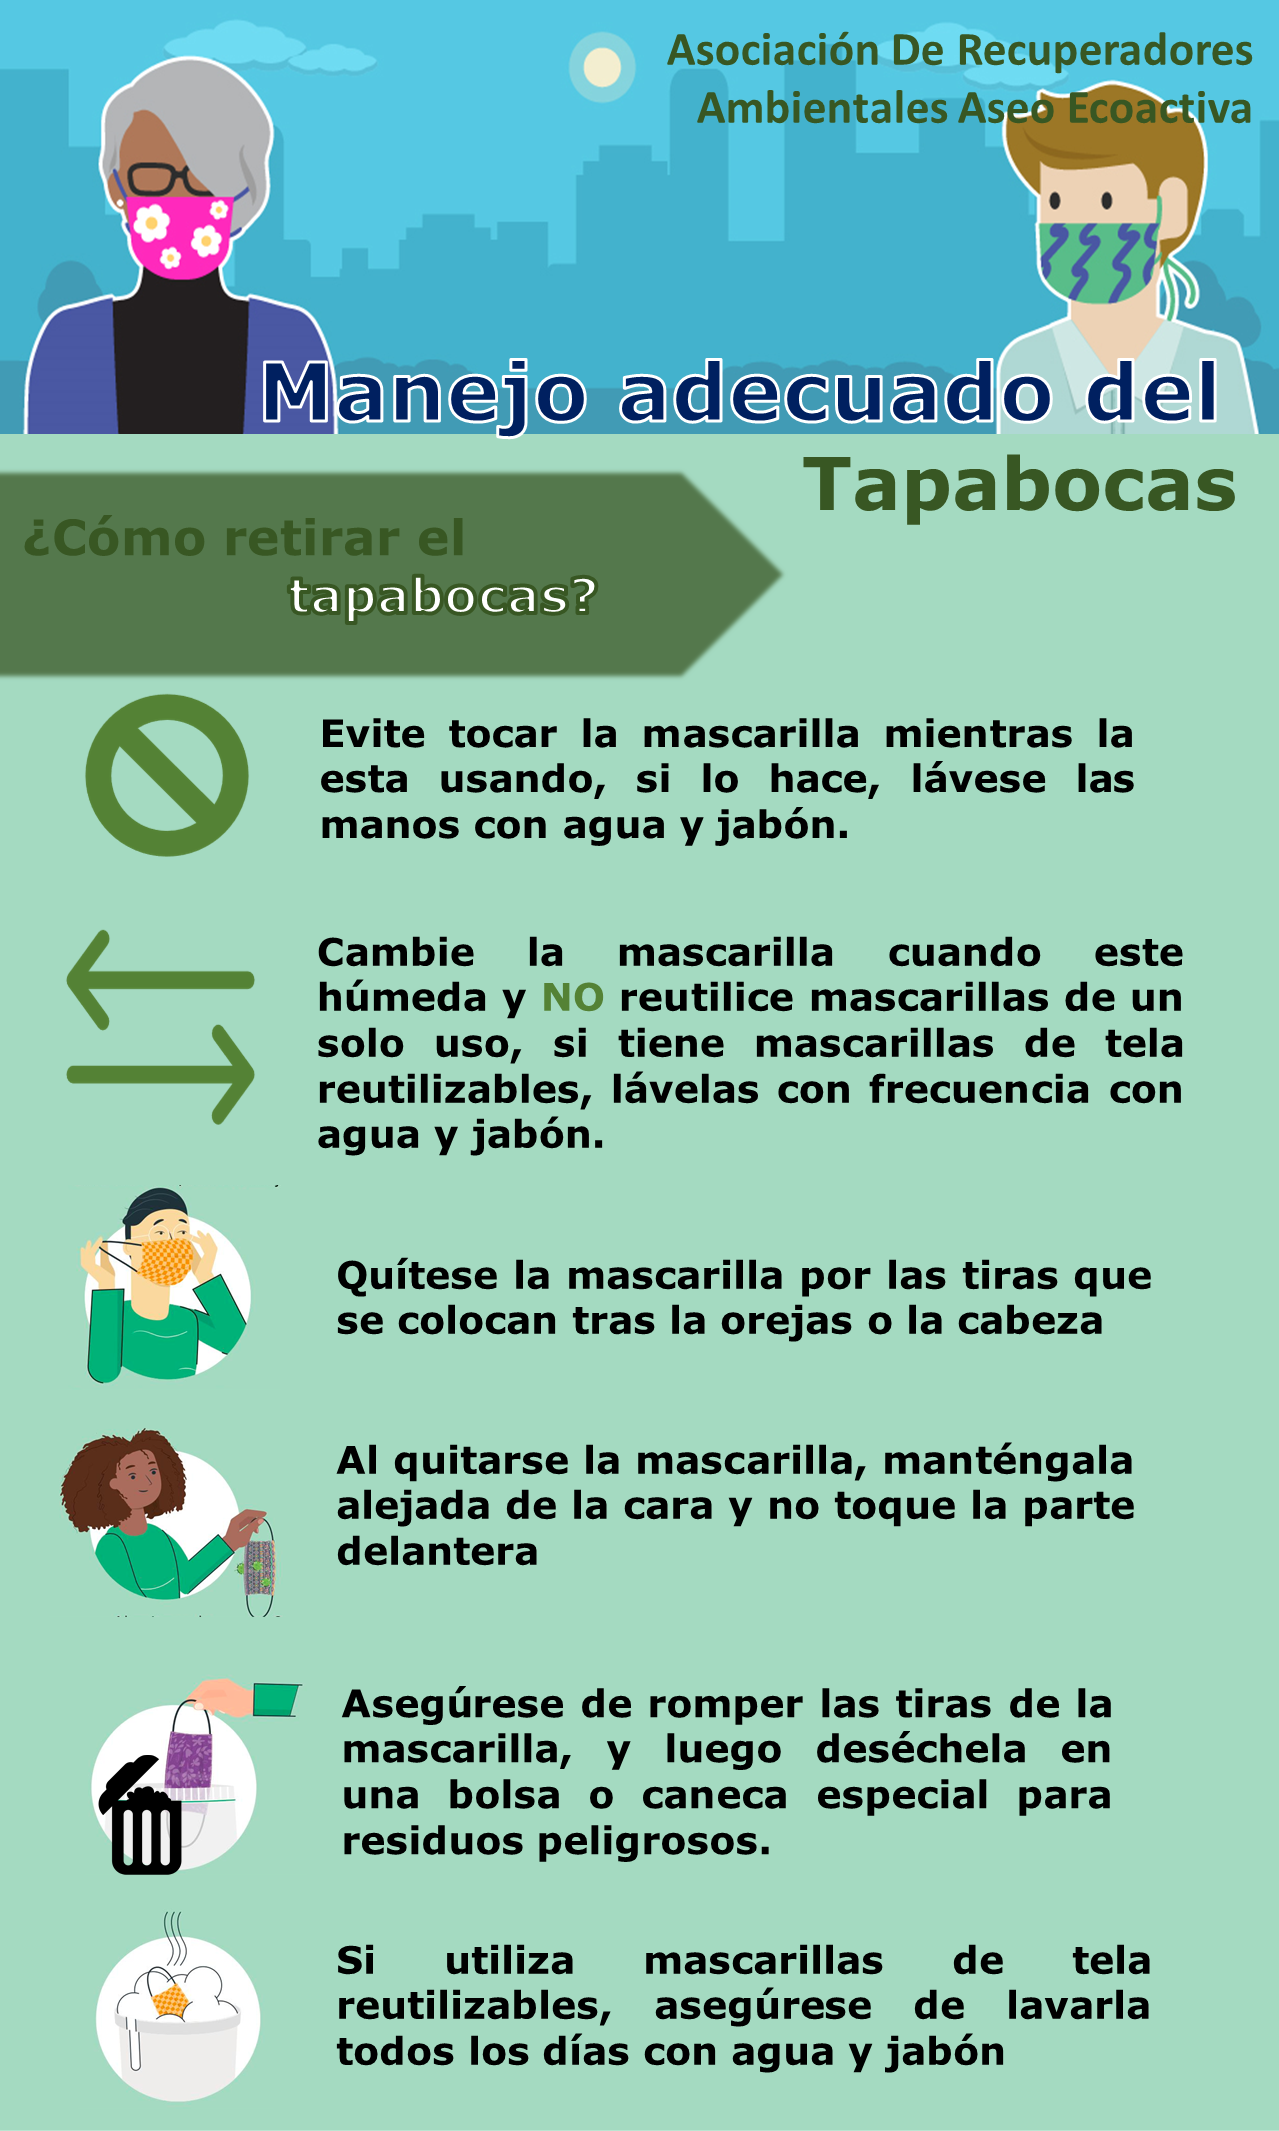 Asociación De Recuperadores
Ambientales Aseo Ecoactiva
Manejo adecuado del
Tapabocas
¿Cómo retirar el
tapabocas?
Evite tocar la mascarilla mientras la
esta usando, si lo hace, lávese las
manos con agua y jabón.
Cambie la mascarilla cuando este
húmeda y NO reutilice mascarillas de un
solo uso, si tiene mascarillas de tela
reutilizables, lávelas con frecuencia con
agua y jabón.
Quítese la mascarilla por las tiras que
se colocan tras la orejas o la cabeza
Al quitarse la mascarilla, manténgala
alejada de la cara y no toque la parte
delantera
Asegúrese de romper las tiras de la
mascarilla, y luego deséchela en
una bolsa o caneca especial para
residuos peligrosos.
Si utiliza mascarillas de tela
reutilizables, asegúrese de lavarla
todos los días con agua y jabón